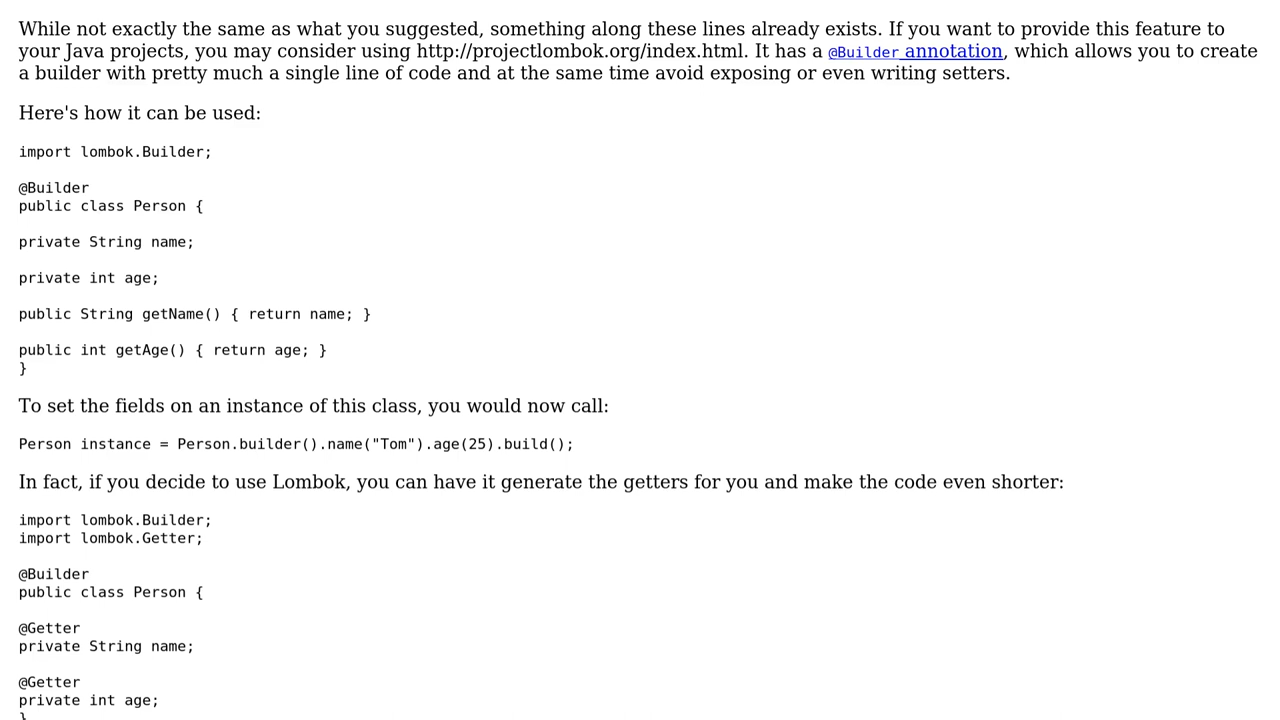 While not exactly the same as what you suggested, something along these lines already exists. If you want to provide this feature to
your Java projects, you may consider using http://projectlombok.org/index.html. It has a @Builder annotation, which allows you to create
a builder with pretty much a single line of code and at the same time avoid exposing or even writing setters.
Here's how it can be used:
import lombok.Builder;
@Builder
public class Person {
private String name;
private int age;
public String getName() { return name; }
public int getAge() { return age; }
}
To set the fields on an instance of this class, you would now call:
Person instance = Person.builder().name("Tom").age(25).build();
In fact, if you decide to use Lombok, you can have it generate the getters for you and make the code even shorter:
import lombok.Builder;
import lombok.Getter;
@Builder
public class Person {
@Getter
private String name;
@Getter
private int age;
}